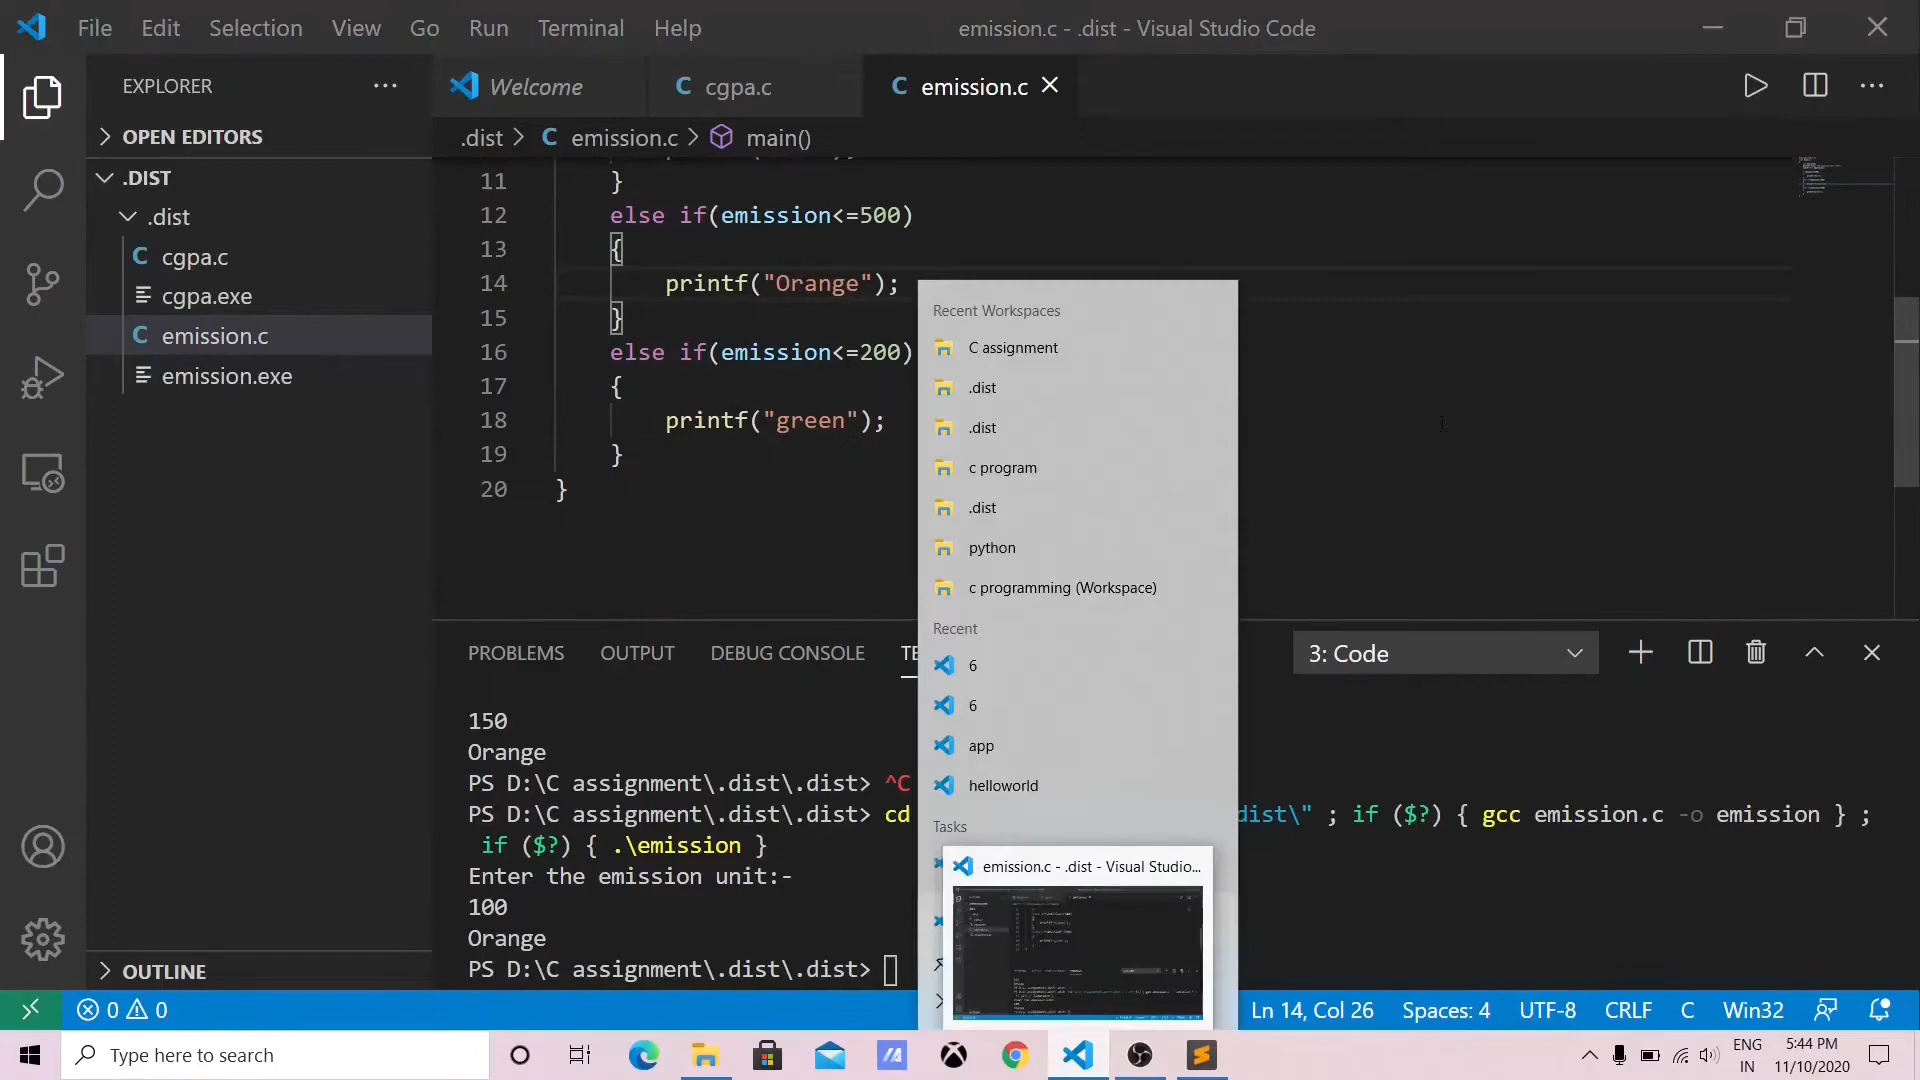 File Edit Selection View Go Run Terminal Help
emission.c - .dist - Visual Studio Code
EXPLORER
OPEN EDITORS
.DIST
.dist
cgpa.c
cgpa.exe
emission.c
emission.exe
OUTLINE
Welcome
cgpa.c
emission.c
.dist > emission.c > main()
11 }
12 else if(emission<=500)
13 {
14 printf("Orange");
15 }
16 else if(emission<=200)
17 {
18 printf("green");
19 }
20 }
Recent Workspaces
C assignment
.dist
.dist
c program
.dist
python
c programming (Workspace)
Recent
6
6
app
helloworld
Tasks
emission.c - .dist - Visual Studio...
PROBLEMS OUTPUT DEBUG CONSOLE TE
3: Code
150
Orange
PS D:\C assignment\.dist\.dist> ^C
PS D:\C assignment\.dist\.dist> cd dist\" ; if ($?) { gcc emission.c -o emission } ;
if ($?) { .\emission }
Enter the emission unit:-
100
Orange
PS D:\C assignment\.dist\.dist>
0 0
Ln 14, Col 26 Spaces: 4 UTF-8 CRLF C Win32
Type here to search
ENG
IN
5:44 PM
11/10/2020